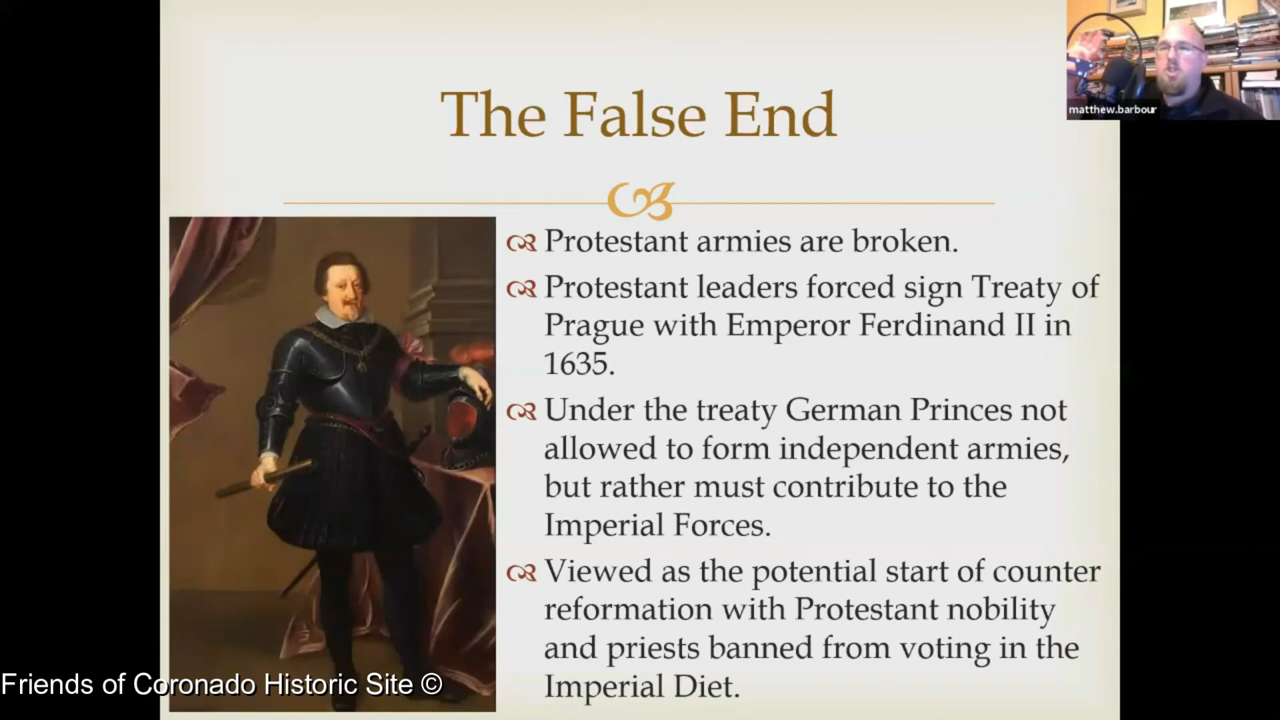 The False End
matthew.barbour
Protestant armies are broken.
Protestant leaders forced sign Treaty of
Prague with Emperor Ferdinand II in
1635.
Under the treaty German Princes not
allowed to form independent armies,
but rather must contribute to the
Imperial Forces.
Viewed as the potential start of counter
reformation with Protestant nobility
and priests banned from voting in the
Imperial Diet.
Friends of Coronado Historic Site ©